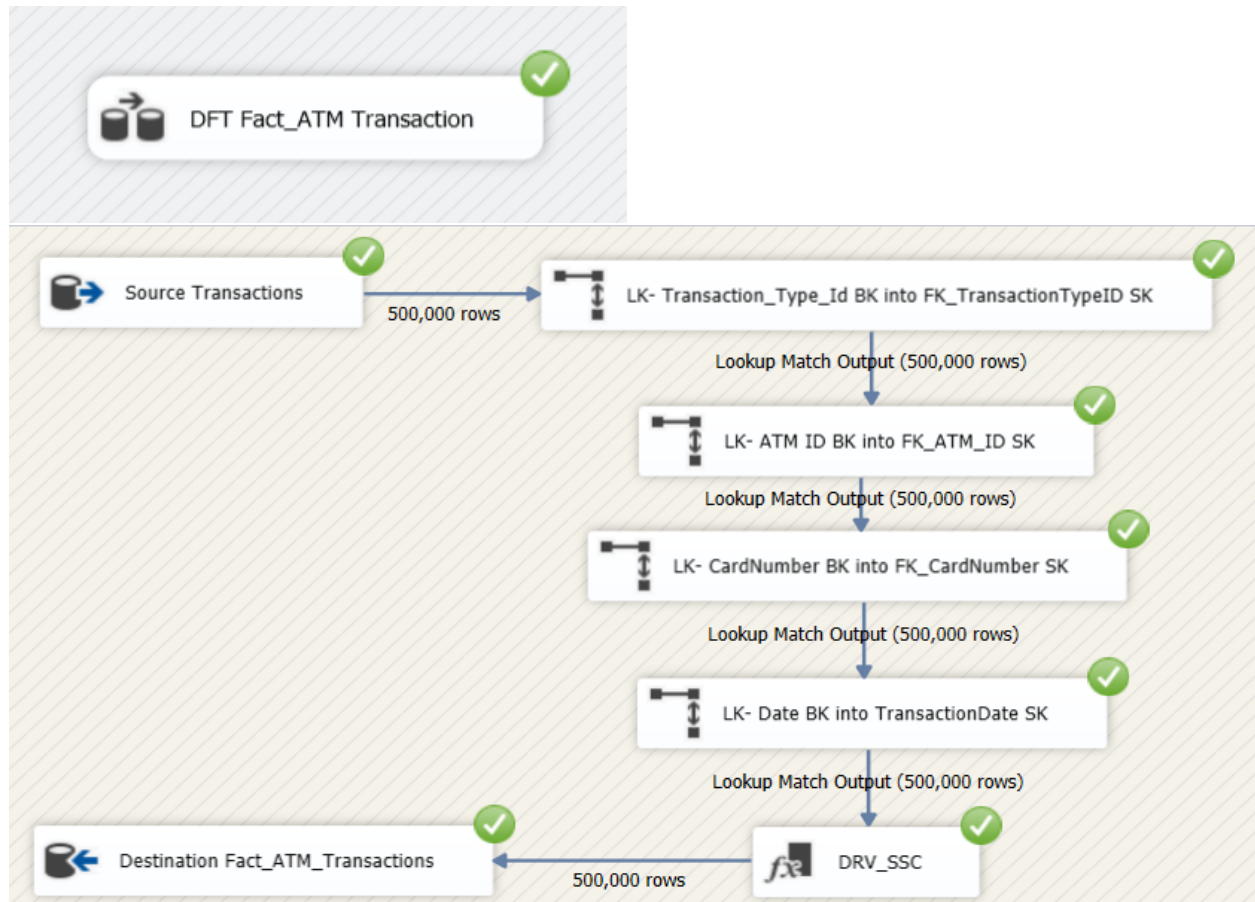 DFT Fact_ATM Transaction
Source Transactions
500,000 rows
LK- Transaction_Type_Id BK into FK_TransactionTypeID SK
Lookup Match Output (500,000 rows)
LK- ATM ID BK into FK_ATM_ID SK
Lookup Match Output (500,000 rows)
LK- CardNumber BK into FK_CardNumber SK
Lookup Match Output (500,000 rows)
LK- Date BK into TransactionDate SK
Lookup Match Output (500,000 rows)
DRV_SSC
500,000 rows
Destination Fact_ATM_Transactions